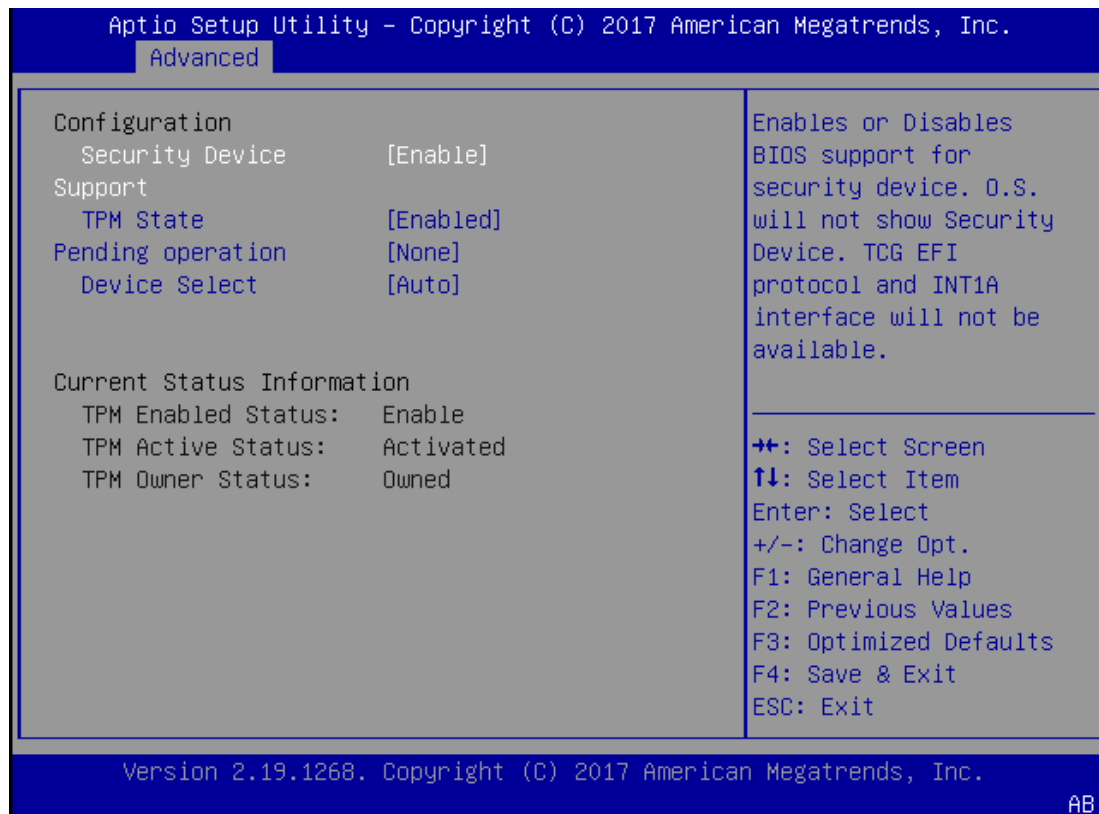 Aptio Setup Utility – Copyright (C) 2017 American Megatrends, Inc.
Advanced
Configuration
Security Device [Enable]
Support
TPM State [Enabled]
Pending operation [None]
Device Select [Auto]
Current Status Information
TPM Enabled Status: Enable
TPM Active Status: Activated
TPM Owner Status: Owned
Enables or Disables
BIOS support for
security device. O.S.
will not show Security
Device. TCG EFI
protocol and INT1A
interface will not be
available.
→←: Select Screen
↑↓: Select Item
Enter: Select
+/-: Change Opt.
F1: General Help
F2: Previous Values
F3: Optimized Defaults
F4: Save & Exit
ESC: Exit
Version 2.19.1268. Copyright (C) 2017 American Megatrends, Inc.
AB